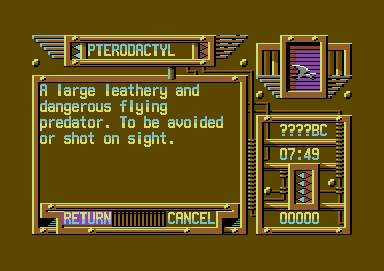 PTERODACTYL
A large leathery and
dangerous flying
predator. To be avoided
or shot on sight.
????BC
07:49
00000
RETURN
CANCEL